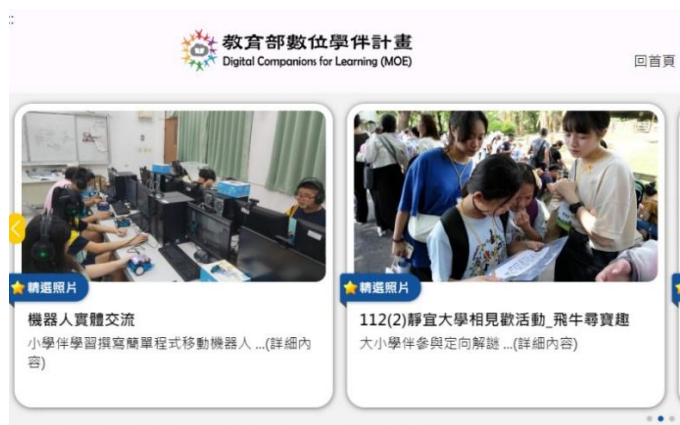 ::
教育部數位學伴計畫
Digital Companions for Learning (MOE)
回首頁
精選照片
機器人實體交流
小學伴學習撰寫簡單程式移動機器人 ...(詳細內
容)
精選照片
112(2)靜宜大學相見歡活動_飛牛尋寶趣
大小學伴參與定向解謎 ...(詳細內容)